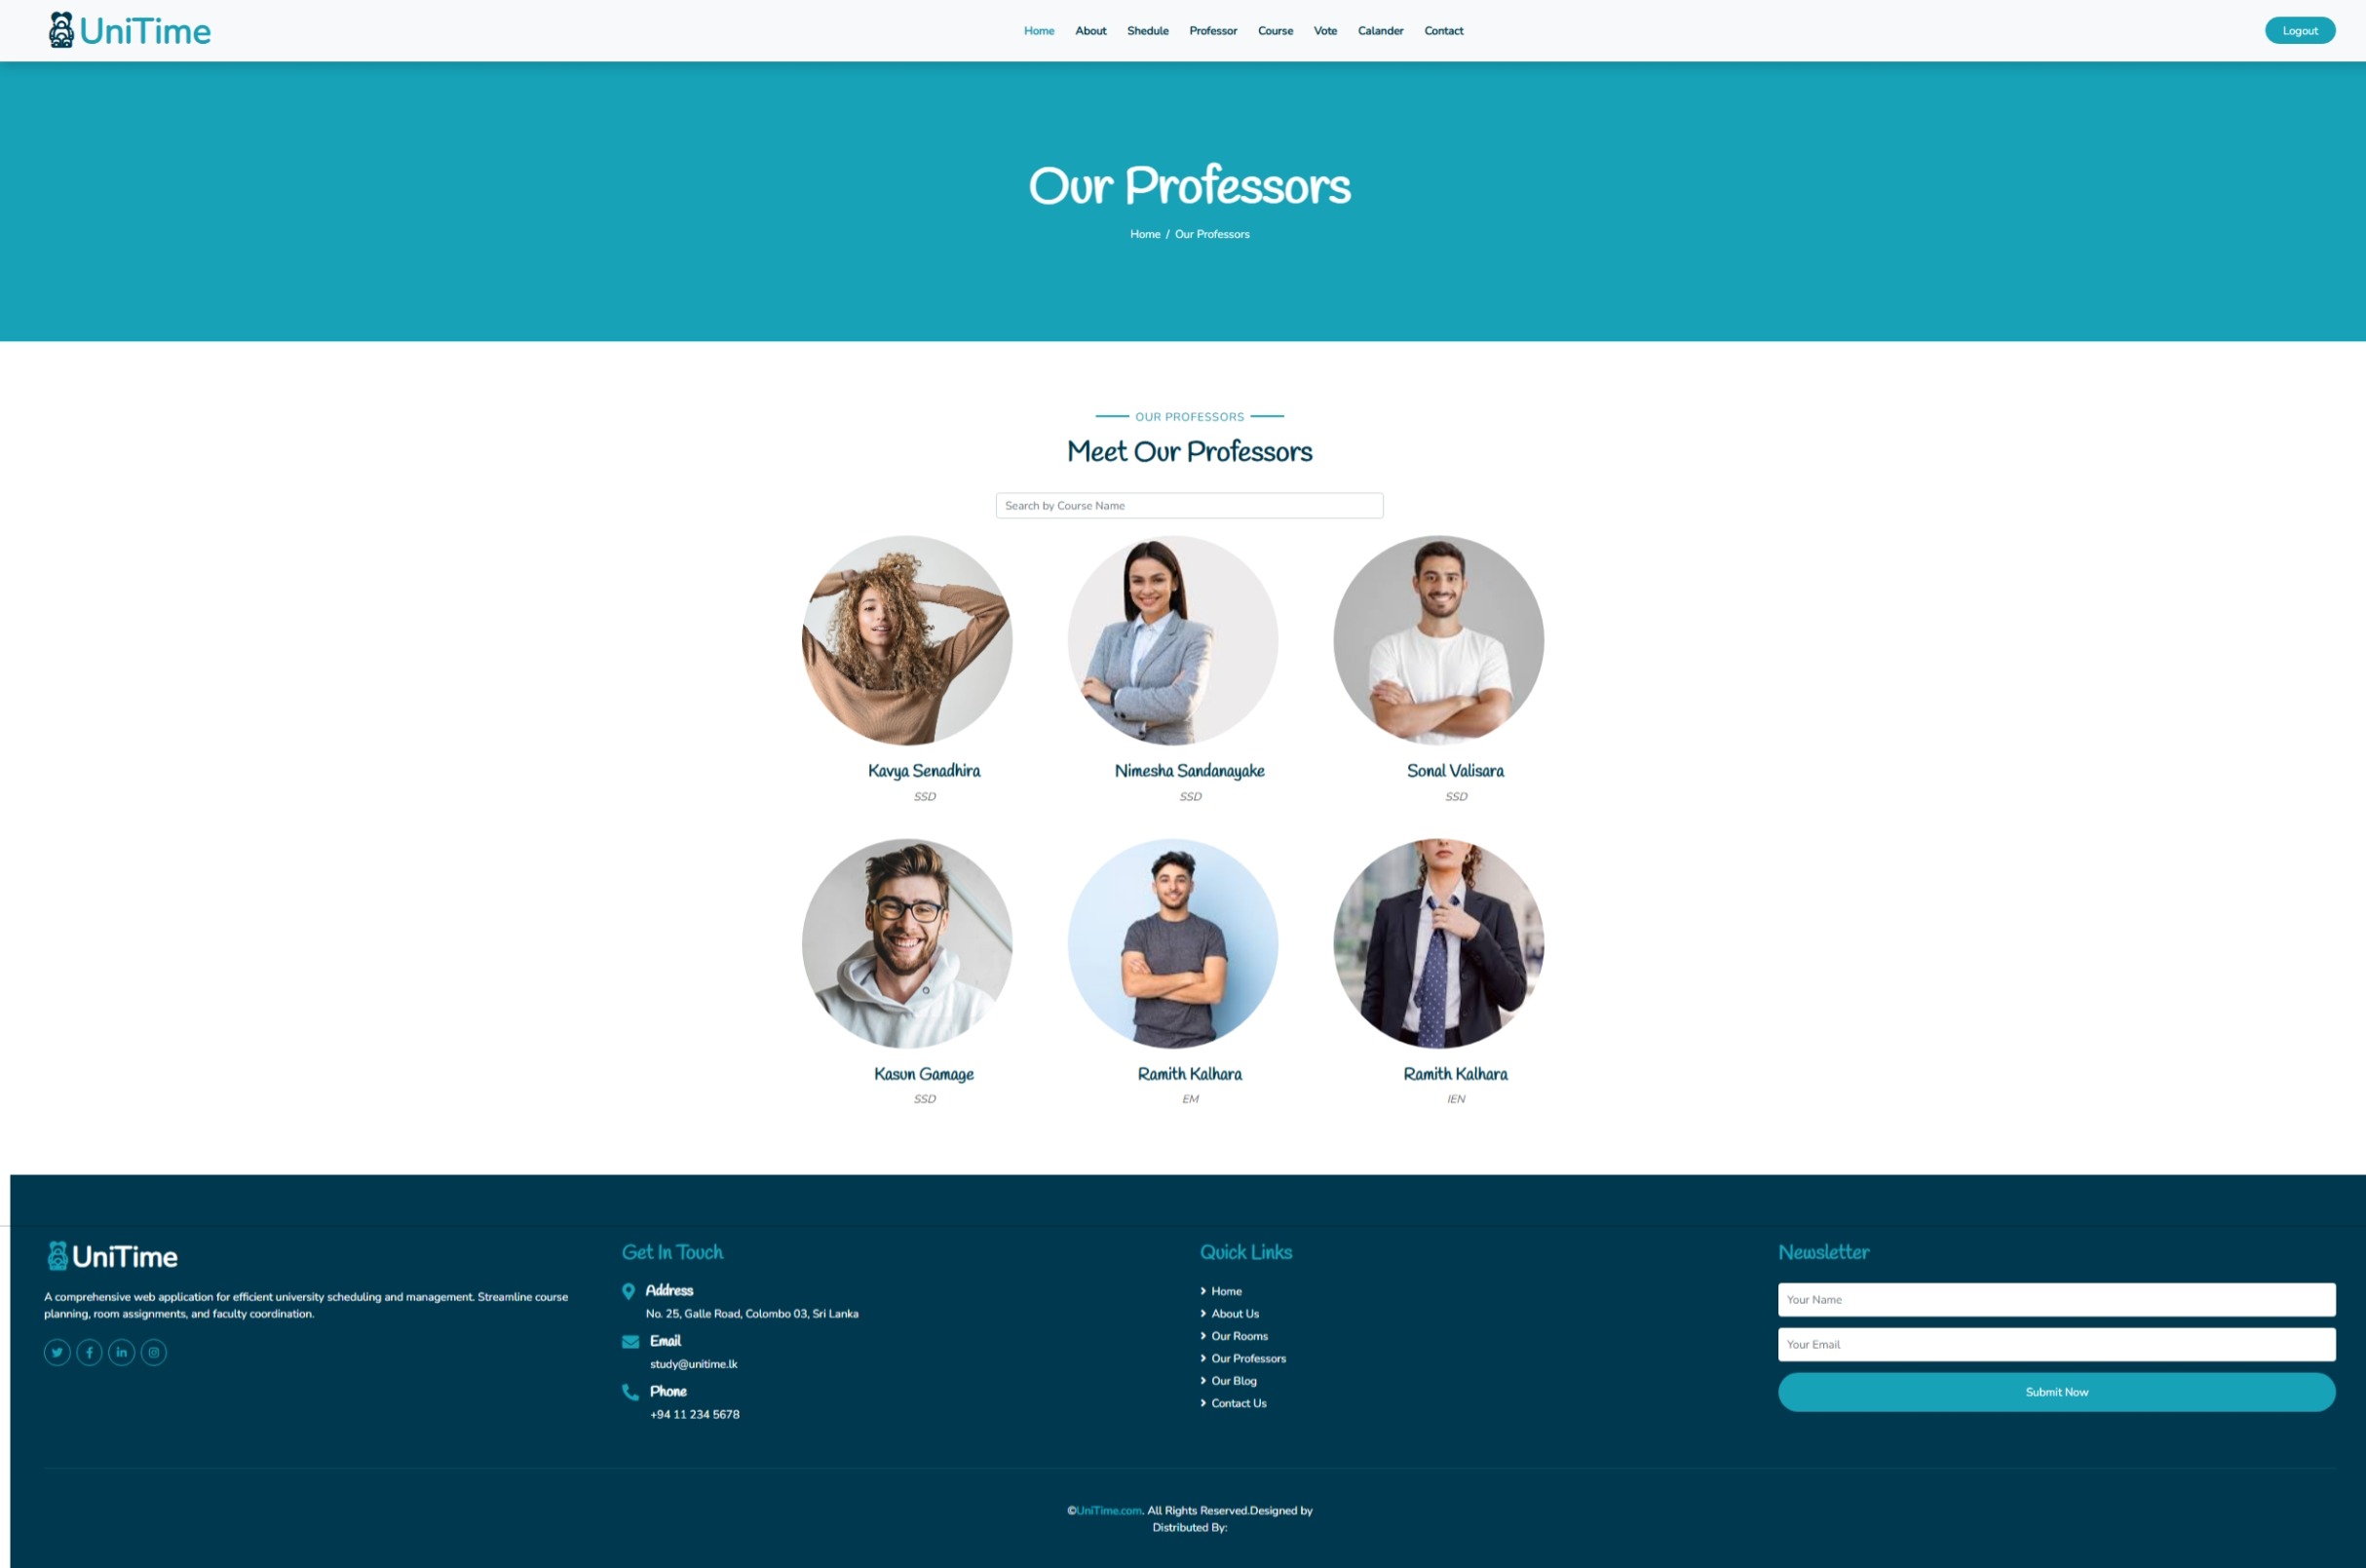 UniTime
Home About Shedule Professor Course Vote Calander Contact
Logout
Our Professors
Home / Our Professors
OUR PROFESSORS
Meet Our Professors
Search by Course Name
Kavya Senadhira
SSD
Nimesha Sandanayake
SSD
Sonal Valisara
SSD
Kasun Gamage
SSD
Ramith Kalhara
EM
Ramith Kalhara
IEN
UniTime
A comprehensive web application for efficient university scheduling and management. Streamline course
planning, room assignments, and faculty coordination.
Get In Touch
Address
No. 25, Galle Road, Colombo 03, Sri Lanka
Email
study@unitime.lk
Phone
+94 11 234 5678
Quick Links
Home
About Us
Our Rooms
Our Professors
Our Blog
Contact Us
Newsletter
Your Name
Your Email
Submit Now
©UniTime.com. All Rights Reserved.Designed by
Distributed By: